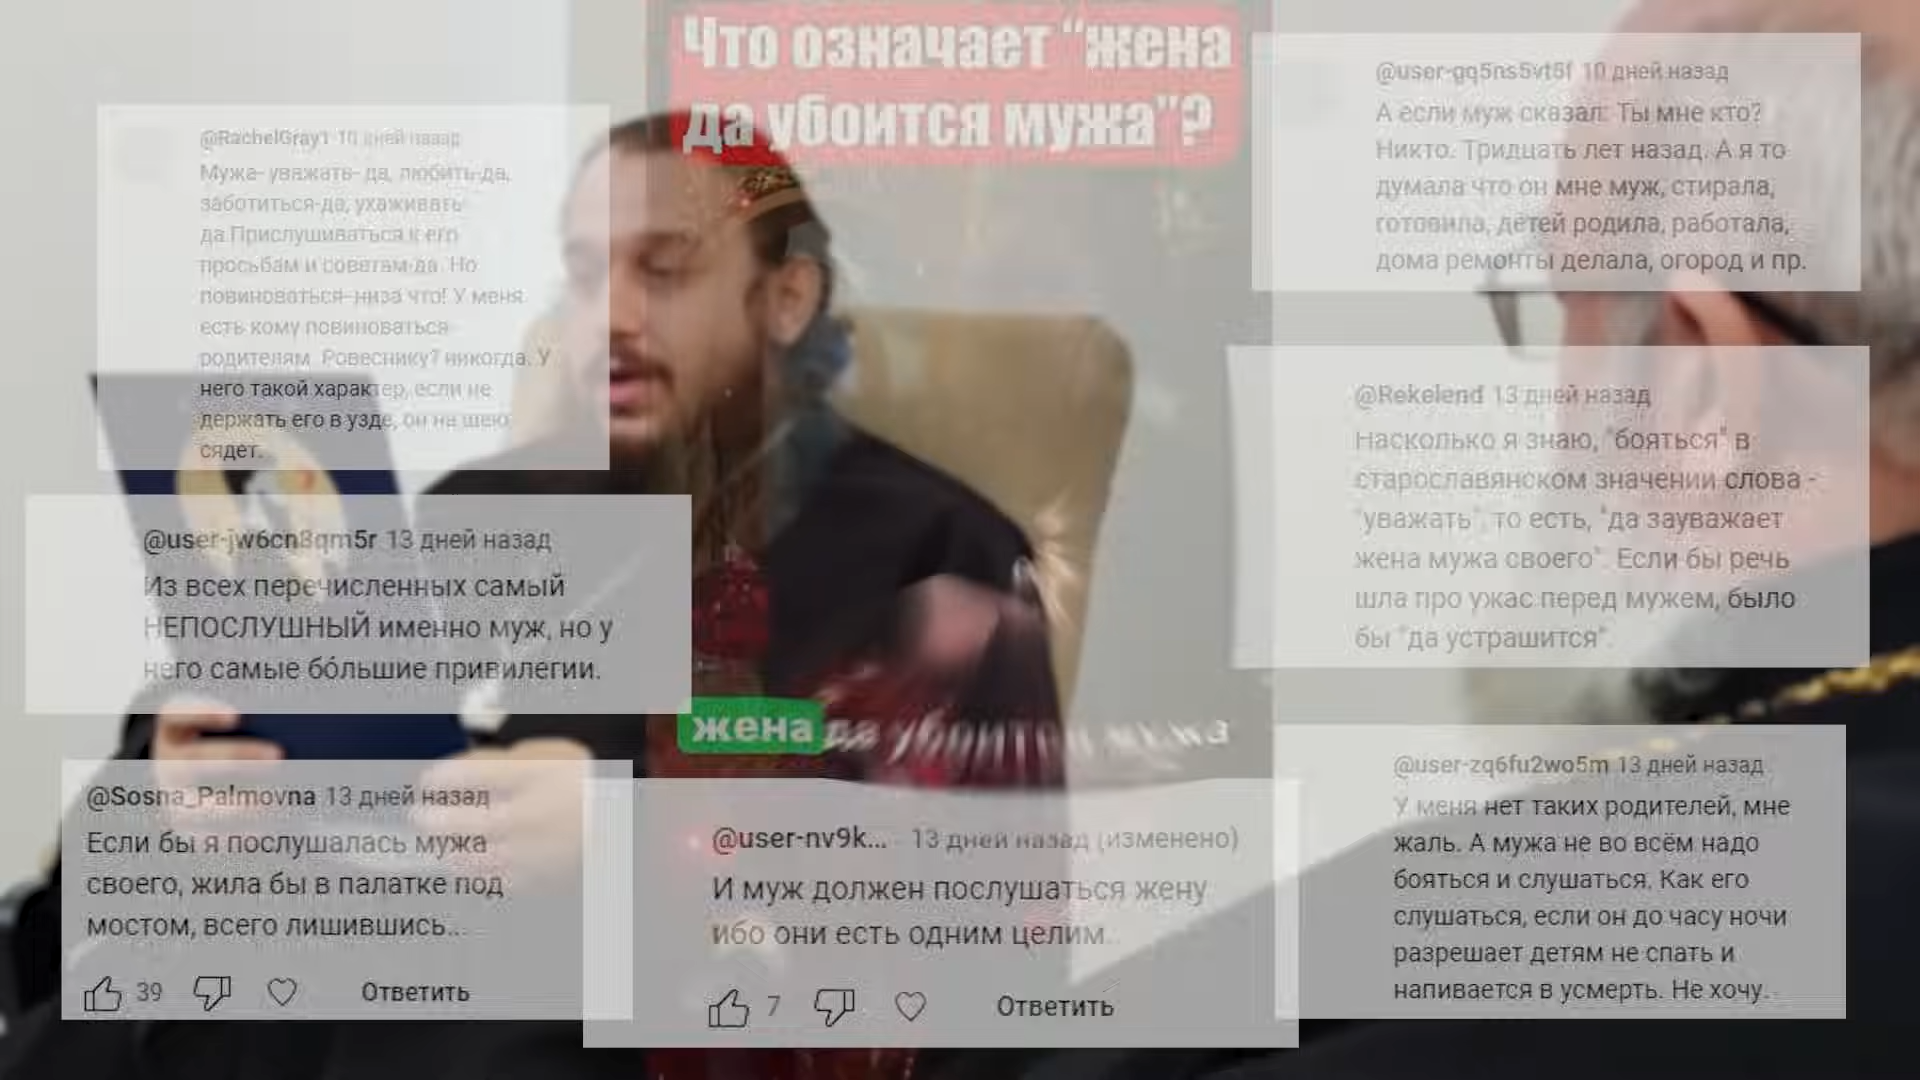 Что означает “жена
да убоится мужа”?
@RachelGray1 10 дней назад
Мужа- уважать- да, любить-да,
заботиться-да, ухаживать-
да.Прислушиваться к его
просьбам и советам-да. Но
повиноваться- низа что! У меня
есть кому повиноваться-
родителям. Ровеснику? никогда. У
него такой характер, если не
держать его в узде, он на шею
сядет.
@user-jw6cn8qm5r 13 дней назад
Из всех перечисленных самый
НЕПОСЛУШНЫЙ именно муж, но у
него самые бо́льшие привилегии.
@Sosna_Palmovna 13 дней назад
Если бы я послушалась мужа
своего, жила бы в палатке под
мостом, всего лишившись...
39 Ответить
жена да убоится мужа
@user-nv9k... 13 дней назад (изменено)
И муж должен послушаться жену
ибо они есть одним целим..
7 Ответить
@user-gq5ns5vt5f 10 дней назад
А если муж сказал: Ты мне кто?
Никто. Тридцать лет назад. А я то
думала что он мне муж, стирала,
готовила, детей родила, работала,
дома ремонты делала, огород и пр.
@Rekelend 13 дней назад
Насколько я знаю, "бояться" в
старославянском значении слова -
"уважать", то есть, "да зауважает
жена мужа своего". Если бы речь
шла про ужас перед мужем, было
бы "да устрашится".
@user-zq6fu2wo5m 13 дней назад
У меня нет таких родителей, мне
жаль. А мужа не во всём надо
бояться и слушаться. Как его
слушаться, если он до часу ночи
разрешает детям не спать и
напивается в усмерть. Не хочу.